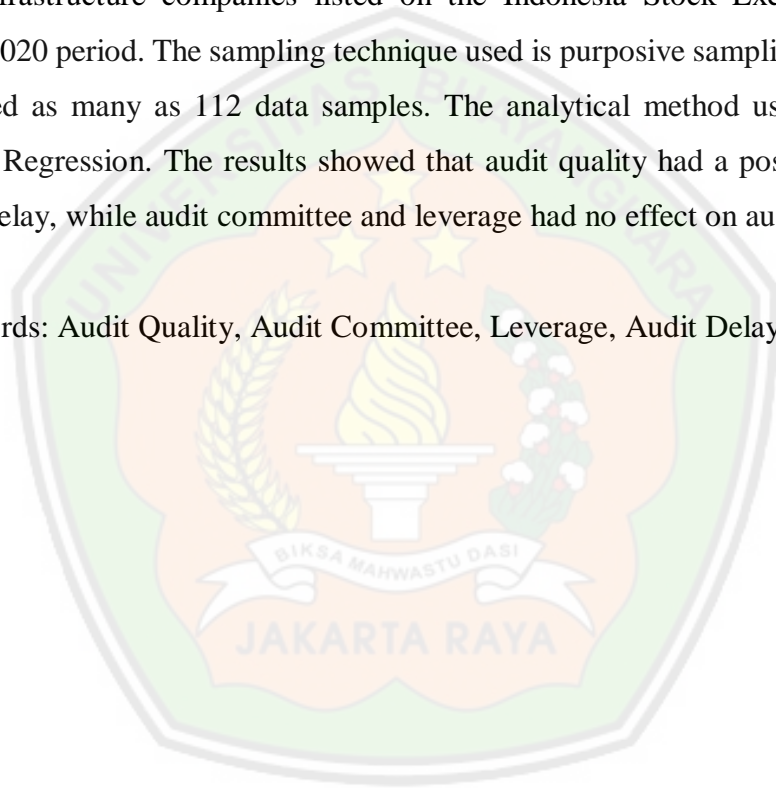 frastructure companies listed on the Indonesia Stock Exc
020 period. The sampling technique used is purposive sampli
ed as many as 112 data samples. The analytical method us
Regression. The results showed that audit quality had a pos
elay, while audit committee and leverage had no effect on au
rds: Audit Quality, Audit Committee, Leverage, Audit Delay
UNIVERSITAS BHAYANGKARA
BIKSA MAHWASTU DASI
JAKARTA RAYA